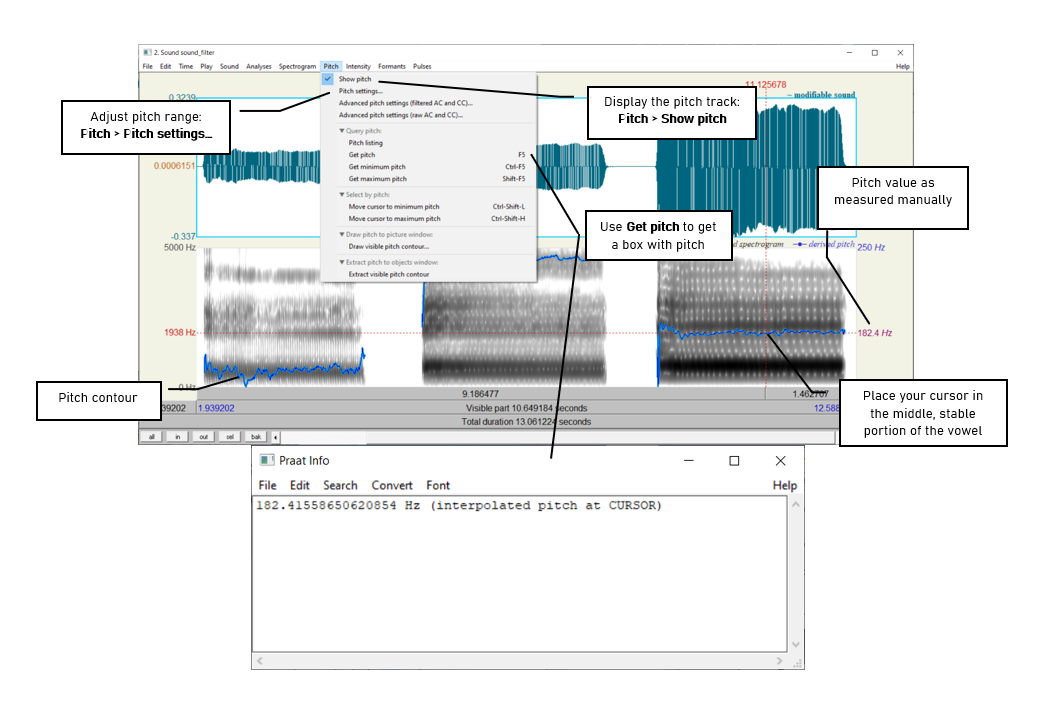 2. Sound sound_filter
File Edit Time Play Sound Analyses Spectrogram Pitch Intensity Formants Pulses Help
Show pitch
Pitch settings...
Advanced pitch settings (filtered AC and CC)...
Advanced pitch settings (raw AC and CC)...
▼ Query pitch:
Pitch listing
Get pitch F5
Get minimum pitch Ctrl-F5
Get maximum pitch Shift-F5
▼ Select by pitch:
Move cursor to minimum pitch Ctrl-Shift-L
Move cursor to maximum pitch Ctrl-Shift-H
▼ Draw pitch to picture window:
Draw visible pitch contour...
▼ Extract pitch to objects window:
Extract visible pitch contour
11.125678
0.3239
– modifiable sound
Adjust pitch range:
Pitch > Pitch settings...
Display the pitch track:
Pitch > Show pitch
0.0006151
Pitch value as
measured manually
Use Get pitch to get
a box with pitch
-0.337
5000 Hz
spectrogram
derived pitch
250 Hz
1938 Hz
182.4 Hz
0 Hz
Pitch contour
Place your cursor in
the middle, stable
portion of the vowel
9.186477
39202 1.939202 Visible part 10.649184 seconds 12.588
Total duration 13.061224 seconds
all in out sel bak
Praat Info
File Edit Search Convert Font Help
182.41558650620854 Hz (interpolated pitch at CURSOR)